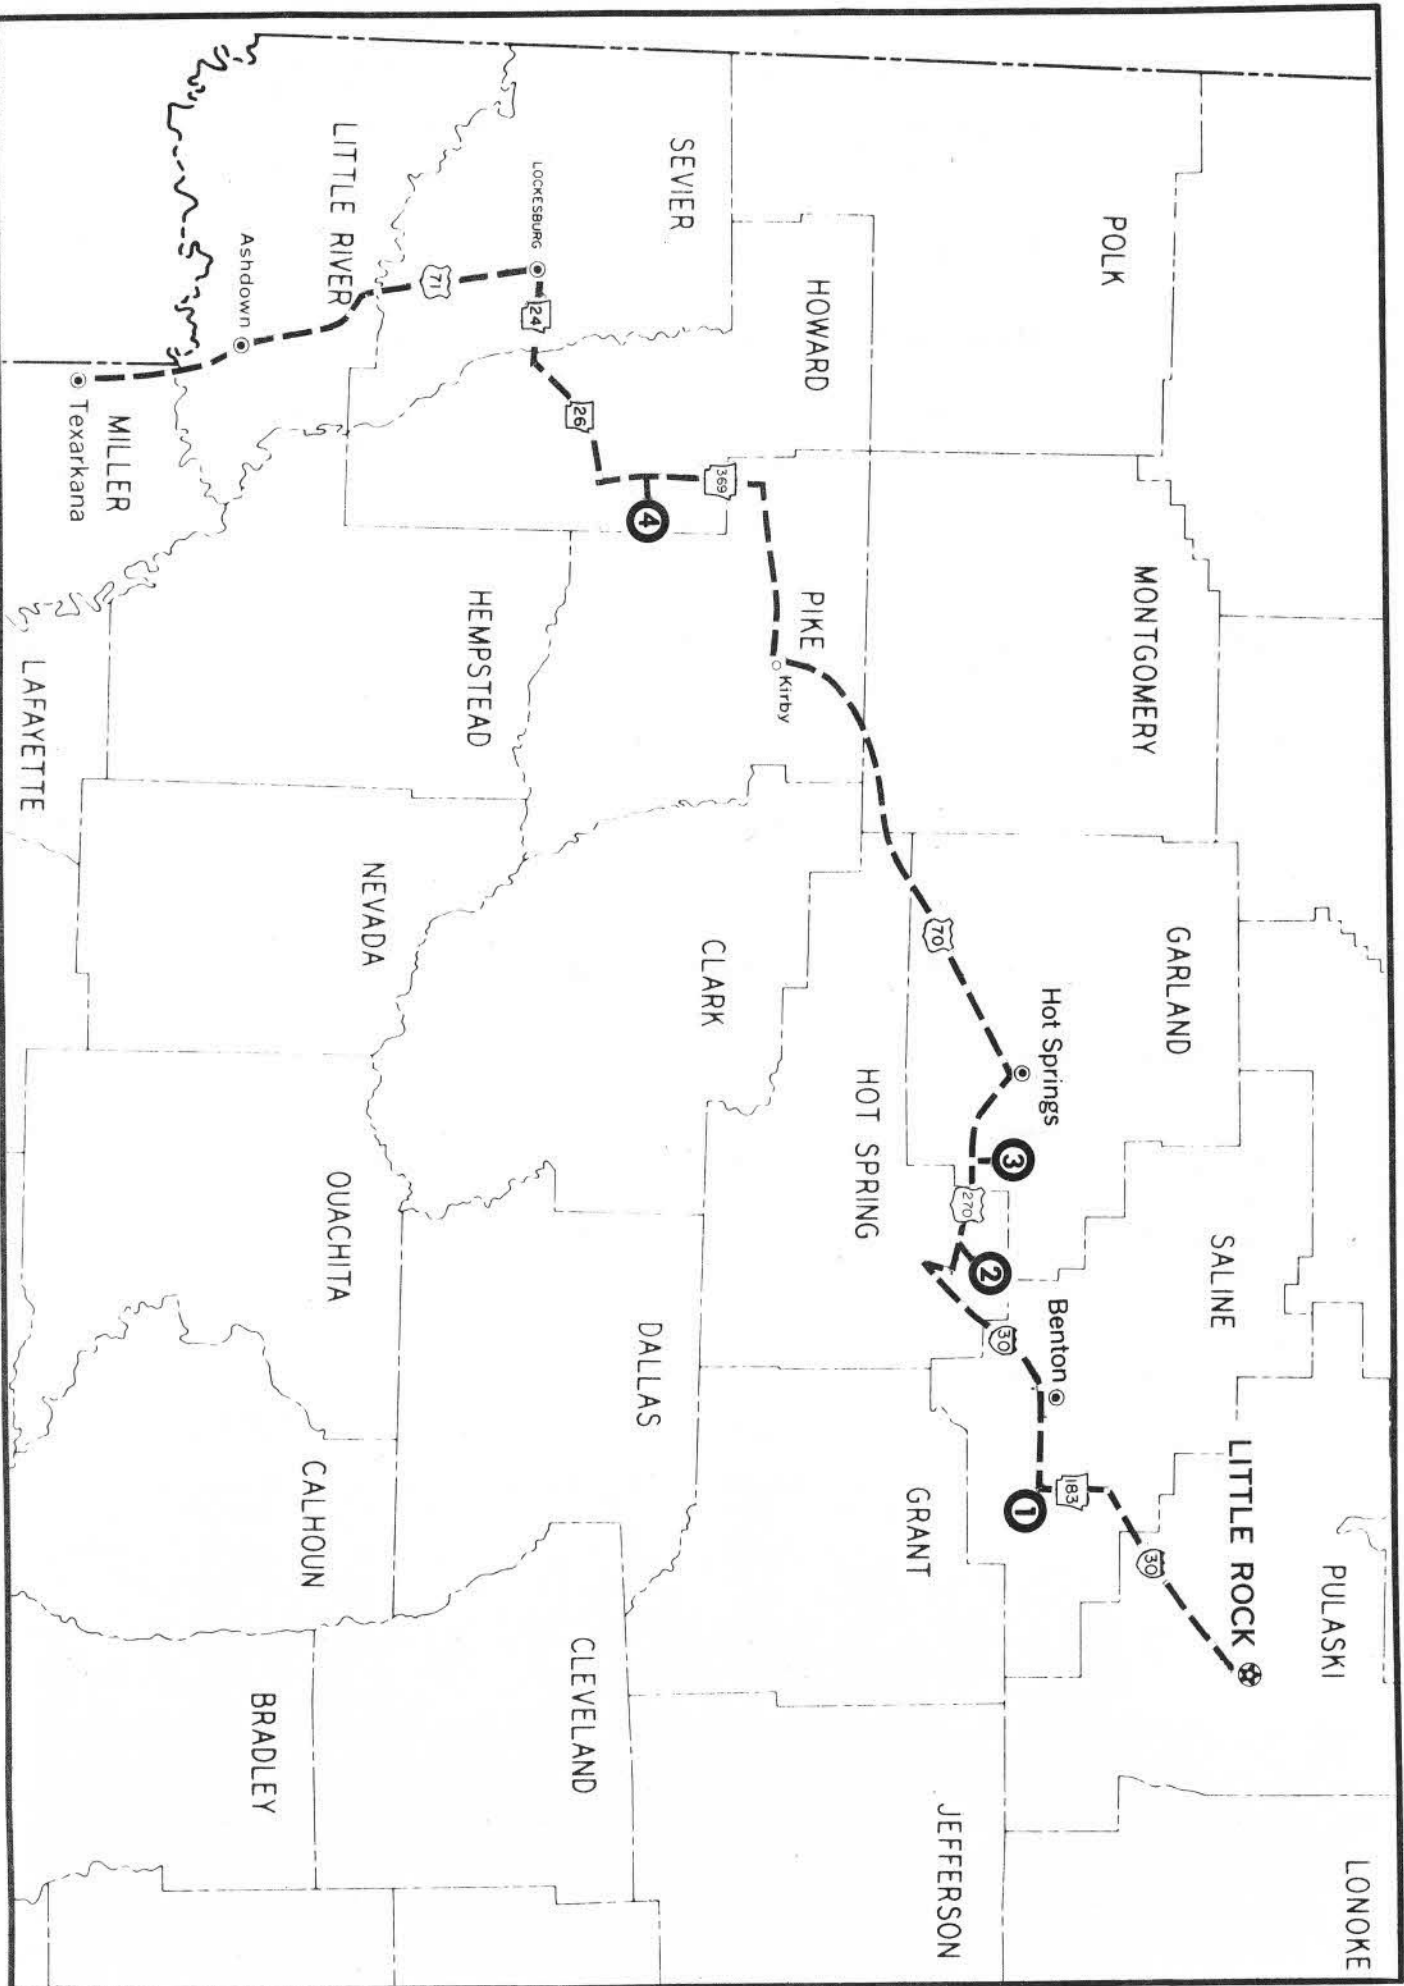 POLK
MONTGOMERY
GARLAND
SALINE
PULASKI
LONOKE
LITTLE ROCK
30
183
1
Benton
30
2
270
3
Hot Springs
70
HOT SPRING
GRANT
JEFFERSON
SEVIER
HOWARD
PIKE
Kirby
369
4
26
24
LOCKESBURG
71
CLARK
DALLAS
CLEVELAND
LITTLE RIVER
HEMPSTEAD
NEVADA
OUACHITA
CALHOUN
BRADLEY
Ashdown
MILLER
Texarkana
LAFAYETTE